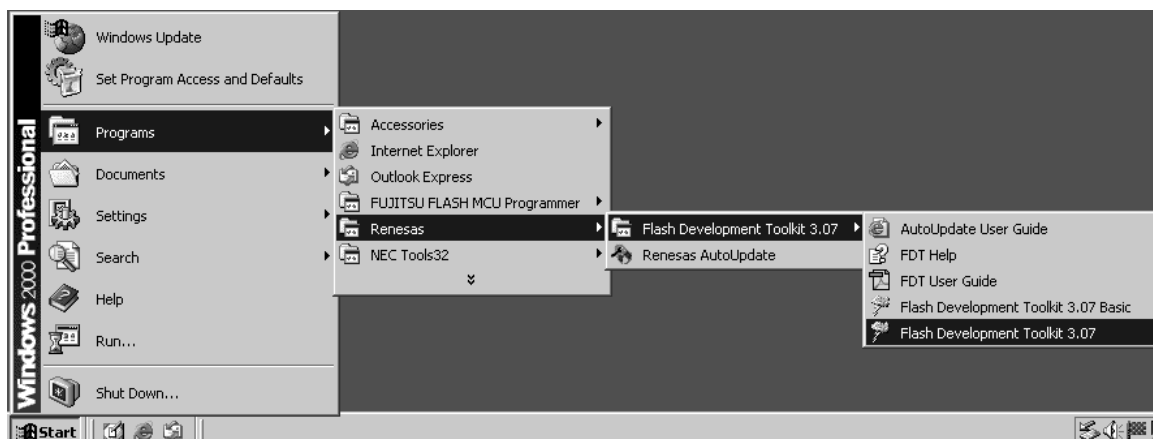 Windows 2000 Professional
Windows Update
Set Program Access and Defaults
Programs
Documents
Settings
Search
Help
Run...
Shut Down...
Accessories
Internet Explorer
Outlook Express
FUJITSU FLASH MCU Programmer
Renesas
NEC Tools32
Flash Development Toolkit 3.07
Renesas AutoUpdate
AutoUpdate User Guide
FDT Help
FDT User Guide
Flash Development Toolkit 3.07 Basic
Flash Development Toolkit 3.07
Start